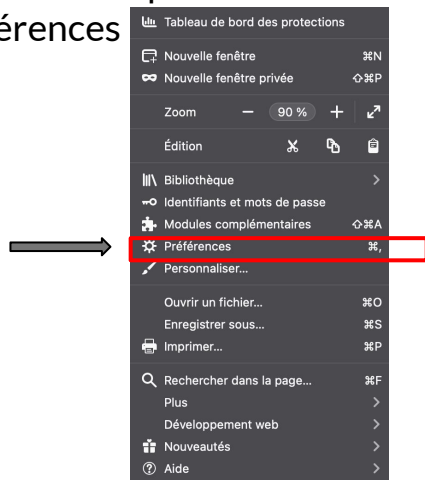 érences
Tableau de bord des protections
Nouvelle fenêtre ⌘N
Nouvelle fenêtre privée ⇧⌘P
Zoom − 90 % +
Édition
Bibliothèque >
Identifiants et mots de passe
Modules complémentaires ⇧⌘A
Préférences ⌘,
Personnaliser...
Ouvrir un fichier... ⌘O
Enregistrer sous... ⌘S
Imprimer... ⌘P
Rechercher dans la page... ⌘F
Plus >
Développement web >
Nouveautés >
Aide >